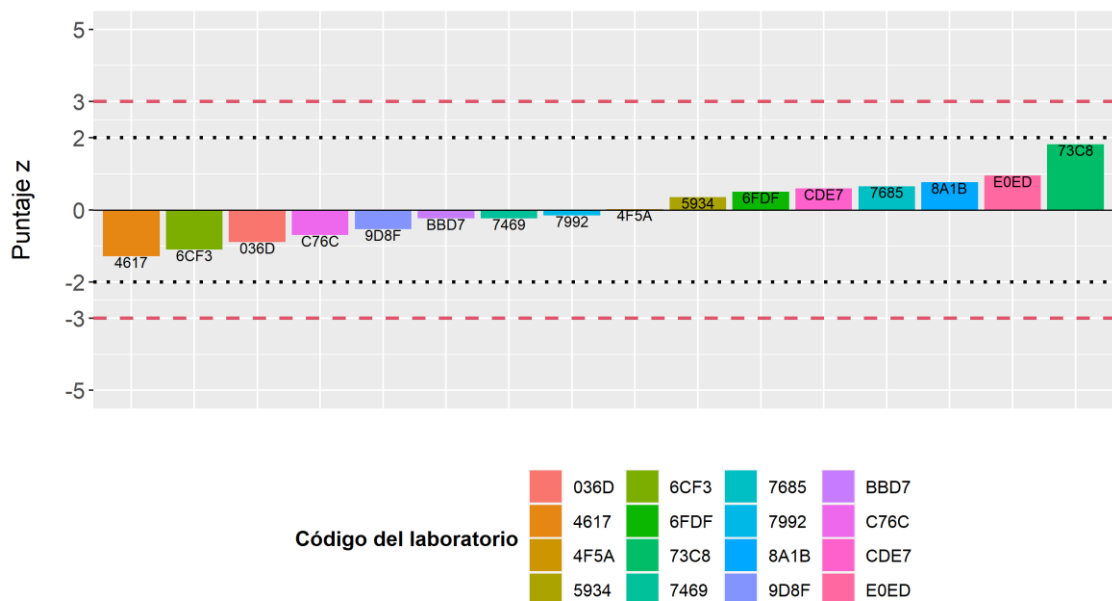 5
3
2
0
-2
-3
-5
Puntaje z
4617
6CF3
036D
C76C
9D8F
BBD7
7469
7992
4F5A
5934
6FDF
CDE7
7685
8A1B
E0ED
73C8
Código del laboratorio
036D 6CF3 7685 BBD7
4617 6FDF 7992 C76C
4F5A 73C8 8A1B CDE7
5934 7469 9D8F E0ED